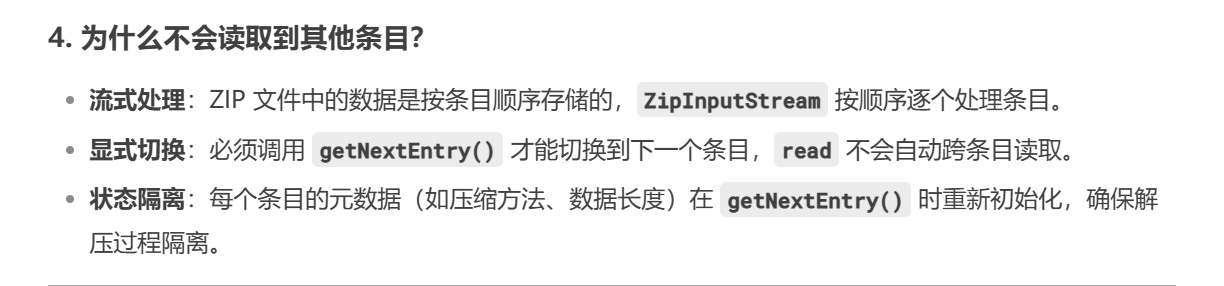 4. 为什么不会读取到其他条目？
流式处理：ZIP 文件中的数据是按条目顺序存储的，ZipInputStream 按顺序逐个处理条目。
显式切换：必须调用 getNextEntry() 才能切换到下一个条目，read 不会自动跨条目读取。
状态隔离：每个条目的元数据（如压缩方法、数据长度）在 getNextEntry() 时重新初始化，确保解
压过程隔离。